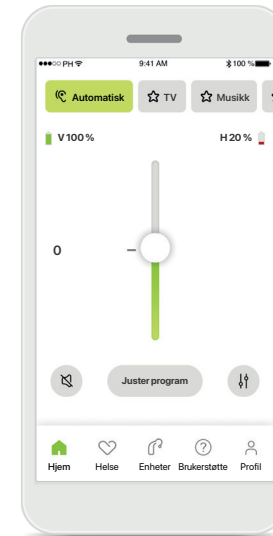 PH 9:41 AM 100 %
Automatisk TV Musikk
V 100 % H 20 %
0
Juster program
Hjem Helse Enheter Brukerstøtte Profil